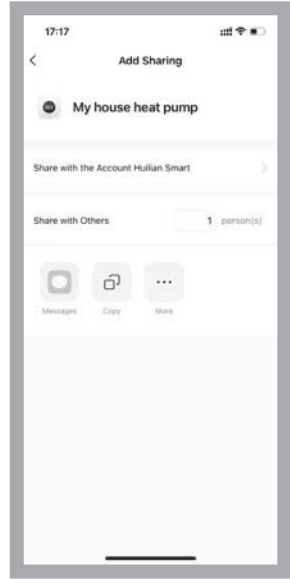 17:17
Add Sharing
My house heat pump
Share with the Account Huilian Smart
Share with Others 1 person(s)
Messages Copy More